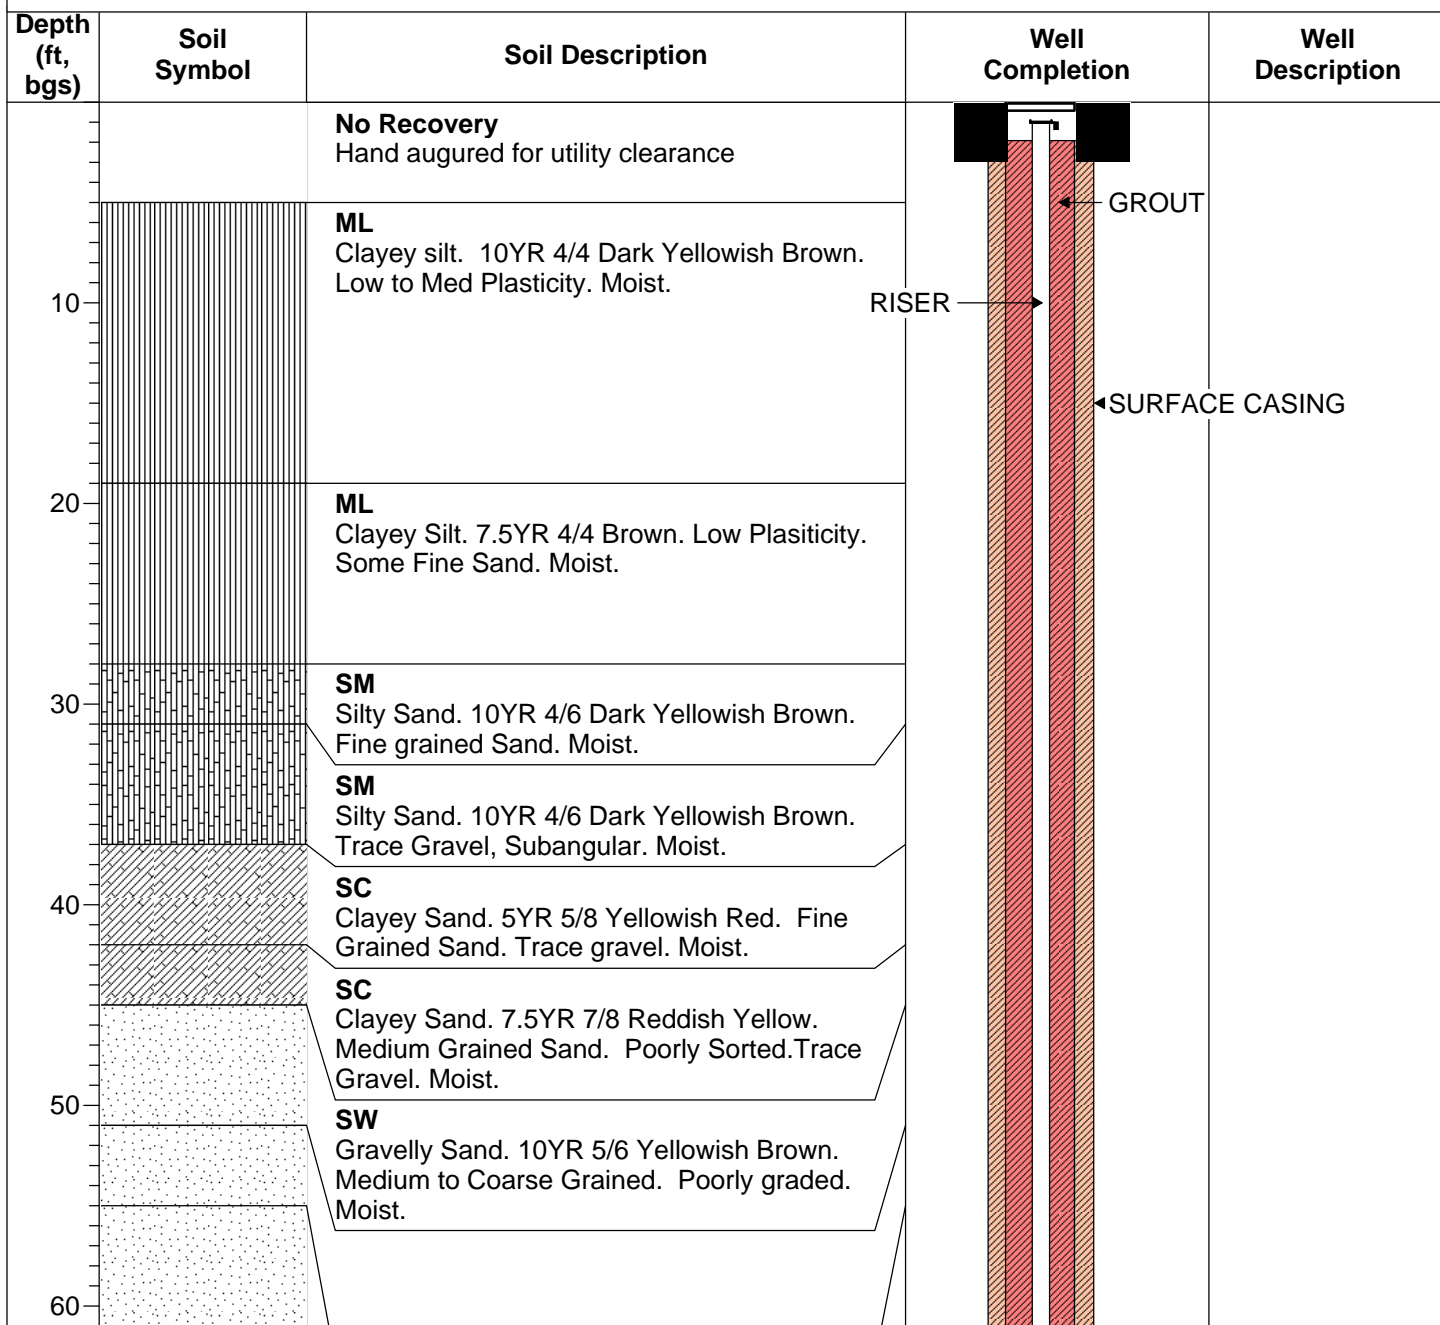 Depth
(ft,
bgs)
Soil
Symbol
Soil Description
Well
Completion
Well
Description
No Recovery
Hand augured for utility clearance
GROUT
ML
Clayey silt.  10YR 4/4 Dark Yellowish Brown.
Low to Med Plasticity. Moist.
10
RISER
SURFACE CASING
20
ML
Clayey Silt. 7.5YR 4/4 Brown. Low Plasiticity.
Some Fine Sand. Moist.
30
SM
Silty Sand. 10YR 4/6 Dark Yellowish Brown.
Fine grained Sand. Moist.
SM
Silty Sand. 10YR 4/6 Dark Yellowish Brown.
Trace Gravel, Subangular. Moist.
40
SC
Clayey Sand. 5YR 5/8 Yellowish Red.  Fine
Grained Sand. Trace gravel. Moist.
SC
Clayey Sand. 7.5YR 7/8 Reddish Yellow.
Medium Grained Sand.  Poorly Sorted.Trace
Gravel. Moist.
50
SW
Gravelly Sand. 10YR 5/6 Yellowish Brown.
Medium to Coarse Grained.  Poorly graded.
Moist.
60